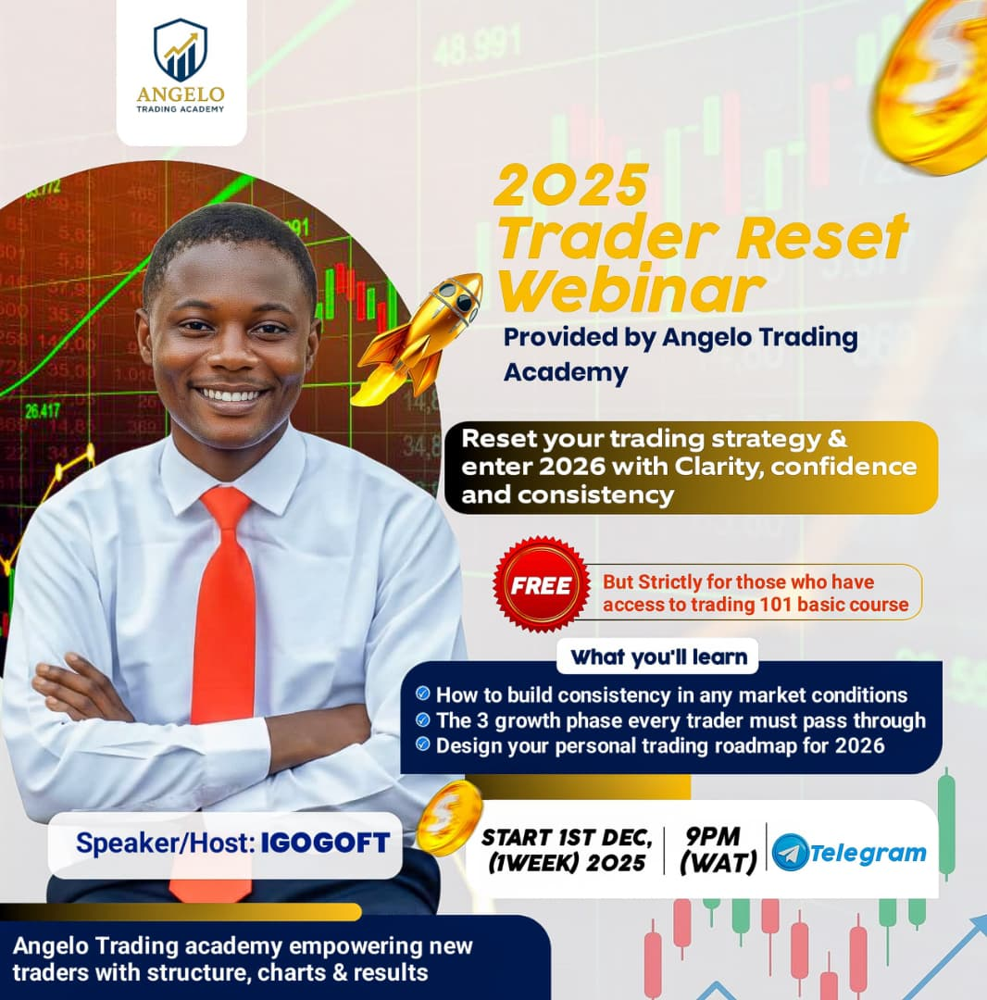 ANGELO
TRADING ACADEMY
48.991
2025
Trader Reset
Webinar
Provided by Angelo Trading
Academy
26.417
Reset your trading strategy &
enter 2026 with Clarity, confidence
and consistency
FREE
But Strictly for those who have
access to trading 101 basic course
What you'll learn
How to build consistency in any market conditions
The 3 growth phase every trader must pass through
Design your personal trading roadmap for 2026
Speaker/Host: IGOGOFT
START 1ST DEC,
(1WEEK) 2025
9PM
(WAT)
Telegram
Angelo Trading academy empowering new
traders with structure, charts & results